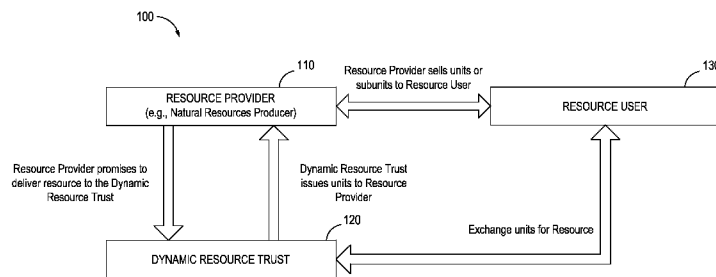 100
110
RESOURCE PROVIDER
(e.g., Natural Resources Producer)
Resource Provider sells units or
subunits to Resource User
130
RESOURCE USER
Resource Provider promises to
deliver resource to the Dynamic
Resource Trust
Dynamic Resource Trust
issues units to Resource
Provider
Exchange units for Resource
120
DYNAMIC RESOURCE TRUST